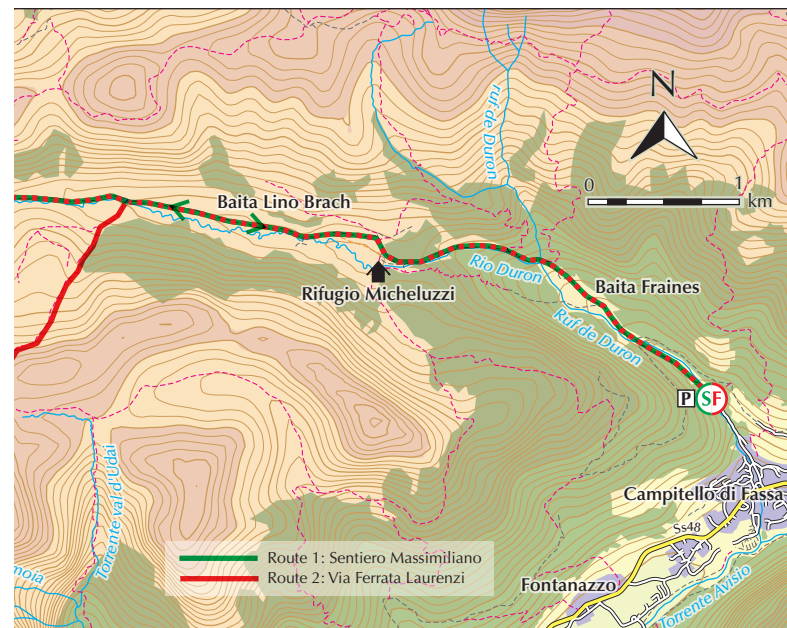 N
ruf de Duron
0
1
km
Baita Lino Brach
Rio Duron
Baita Fraines
Rifugio Micheluzzi
Ruf de Duron
P
SF
Campitello di Fassa
Torrente val d'Udai
Ss48
Route 1: Sentiero Massimiliano
Route 2: Via Ferrata Laurenzi
moia
Fontanazzo
Torrente Avisio